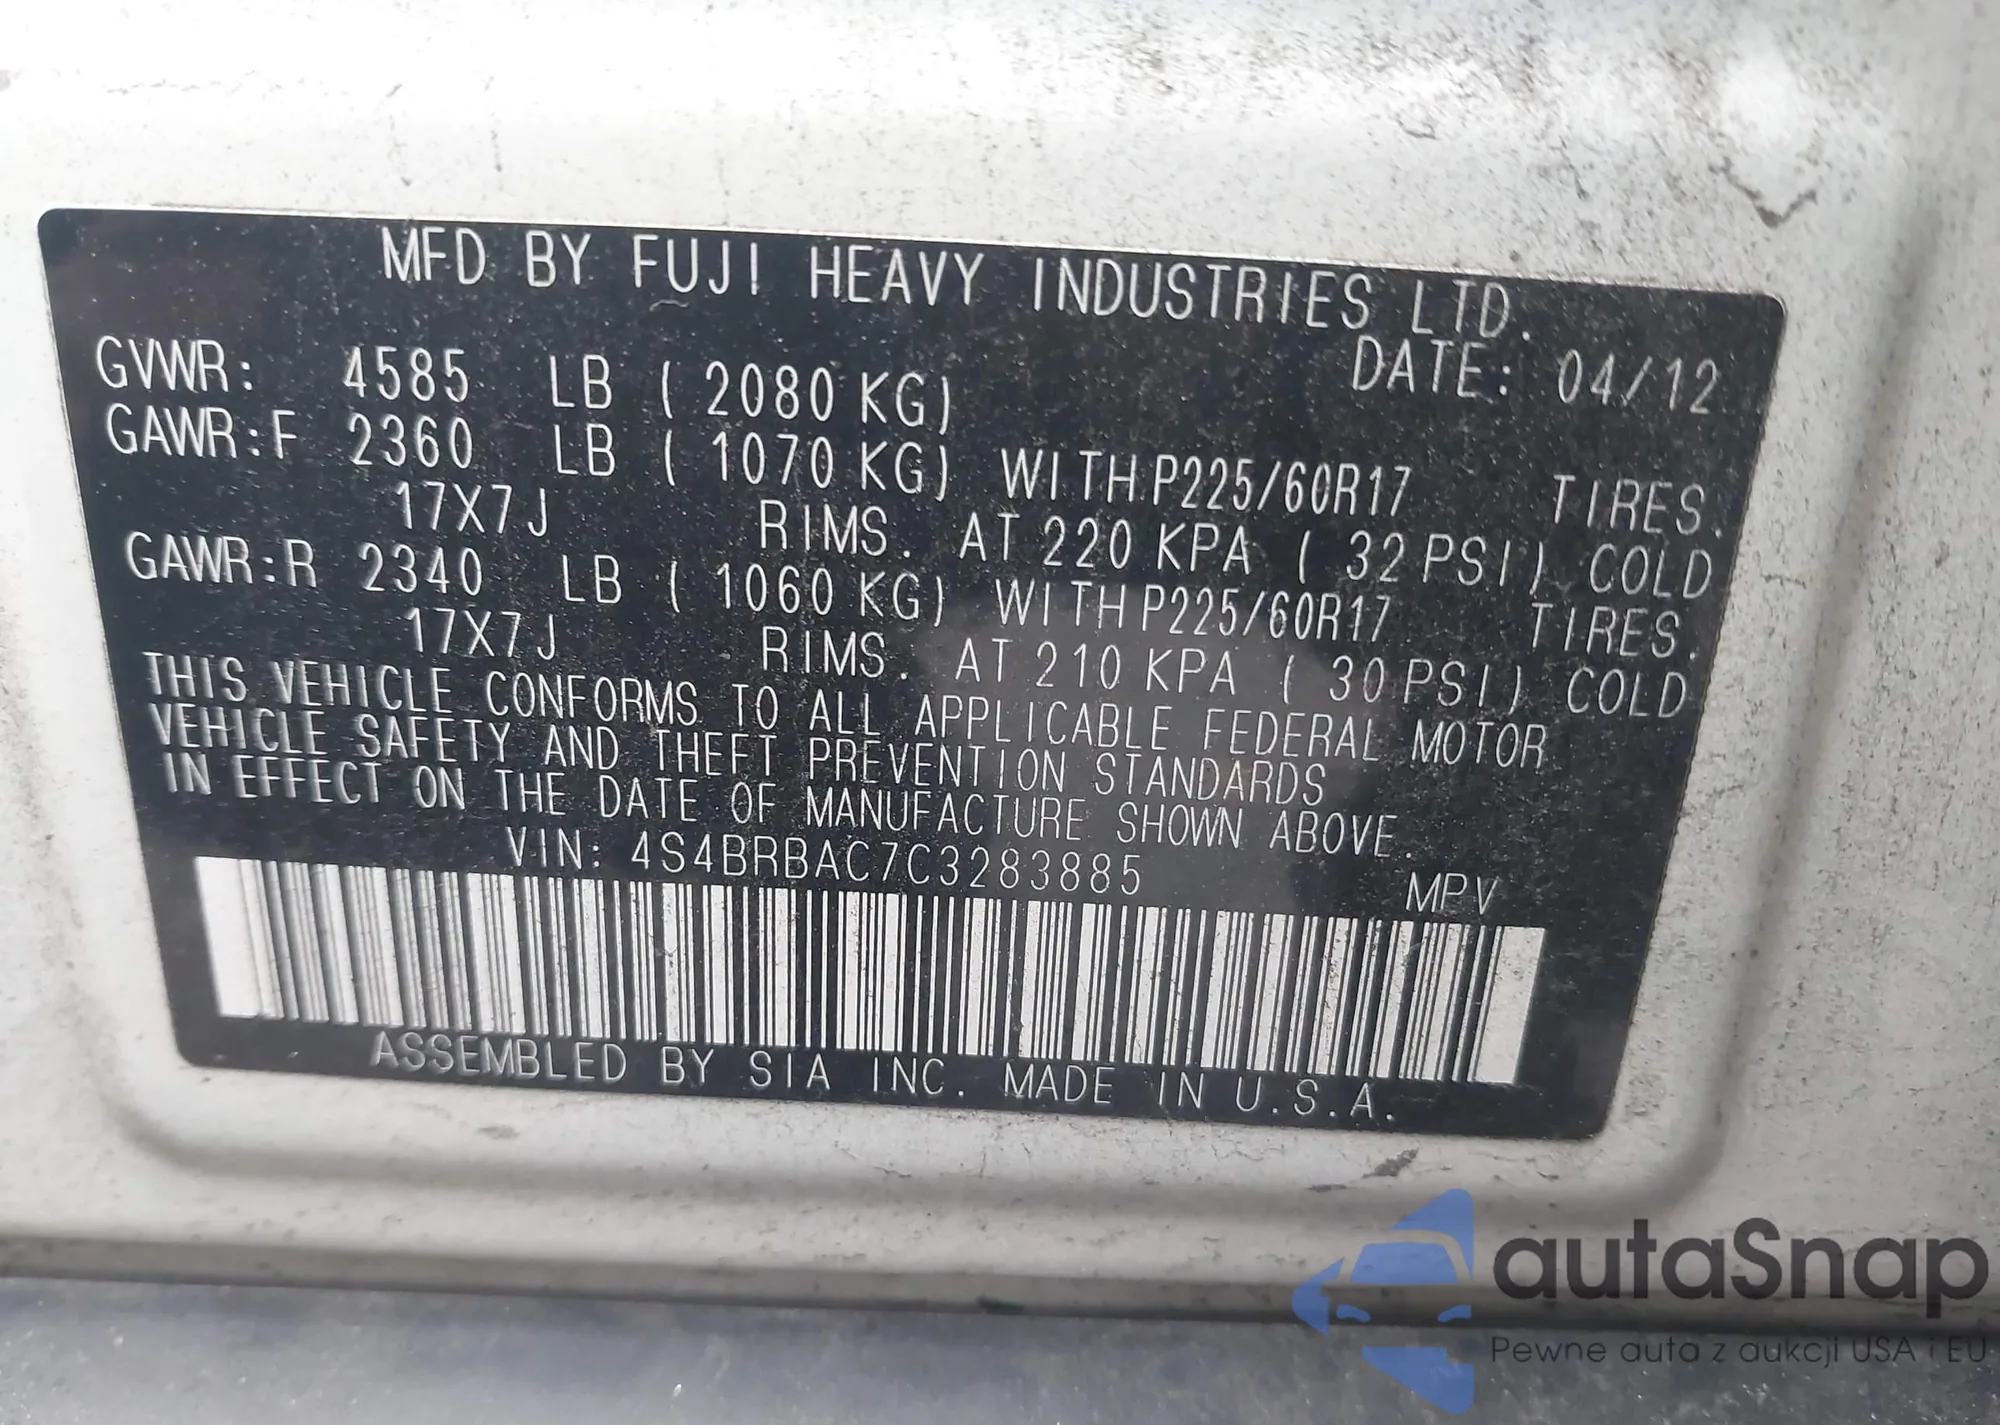 MFD BY FUJI HEAVY INDUSTRIES LTD.
DATE: 04/12
GVWR: 4585 LB ( 2080 KG)
GAWR:F 2360 LB ( 1070 KG) WITH P225/60R17 TIRES.
17X7J RIMS. AT 220 KPA ( 32 PSI) COLD
GAWR:R 2340 LB ( 1060 KG) WITH P225/60R17 TIRES.
17X7J RIMS. AT 210 KPA ( 30 PSI) COLD
THIS VEHICLE CONFORMS TO ALL APPLICABLE FEDERAL MOTOR
VEHICLE SAFETY AND THEFT PREVENTION STANDARDS
IN EFFECT ON THE DATE OF MANUFACTURE SHOWN ABOVE.
VIN: 4S4BRBAC7C3283885 MPV
ASSEMBLED BY SIA INC. MADE IN U.S.A.
autaSnap
Pewne auta z aukcji USA i EU